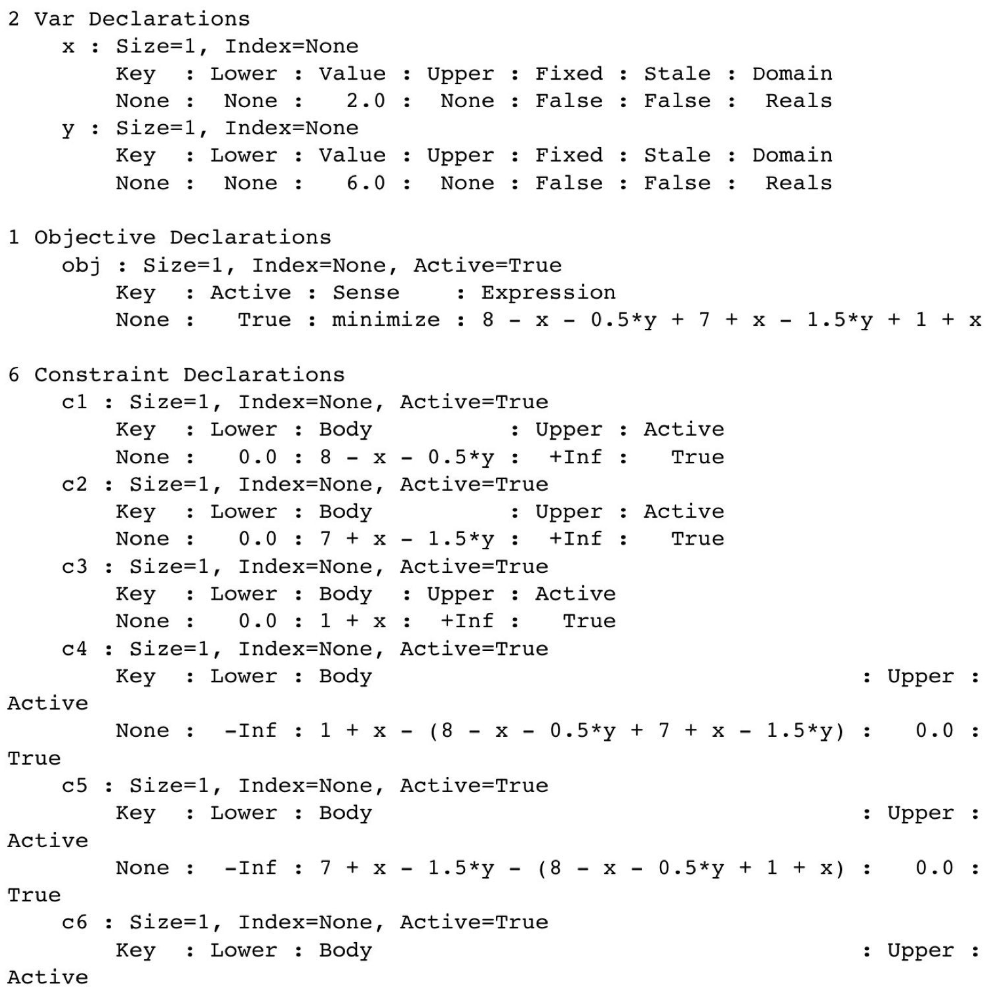 2 Var Declarations
    x : Size=1, Index=None
        Key  : Lower : Value : Upper : Fixed : Stale : Domain
        None :  None :   2.0 :  None : False : False :  Reals
    y : Size=1, Index=None
        Key  : Lower : Value : Upper : Fixed : Stale : Domain
        None :  None :   6.0 :  None : False : False :  Reals

1 Objective Declarations
    obj : Size=1, Index=None, Active=True
        Key  : Active : Sense    : Expression
        None :   True : minimize : 8 - x - 0.5*y + 7 + x - 1.5*y + 1 + x

6 Constraint Declarations
    c1 : Size=1, Index=None, Active=True
        Key  : Lower : Body          : Upper : Active
        None :   0.0 : 8 - x - 0.5*y :  +Inf :   True
    c2 : Size=1, Index=None, Active=True
        Key  : Lower : Body          : Upper : Active
        None :   0.0 : 7 + x - 1.5*y :  +Inf :   True
    c3 : Size=1, Index=None, Active=True
        Key  : Lower : Body  : Upper : Active
        None :   0.0 : 1 + x :  +Inf :   True
    c4 : Size=1, Index=None, Active=True
        Key  : Lower : Body                                    : Upper :
Active
        None :  -Inf : 1 + x - (8 - x - 0.5*y + 7 + x - 1.5*y) :   0.0 :
True
    c5 : Size=1, Index=None, Active=True
        Key  : Lower : Body                                    : Upper :
Active
        None :  -Inf : 7 + x - 1.5*y - (8 - x - 0.5*y + 1 + x) :   0.0 :
True
    c6 : Size=1, Index=None, Active=True
        Key  : Lower : Body                                    : Upper :
Active